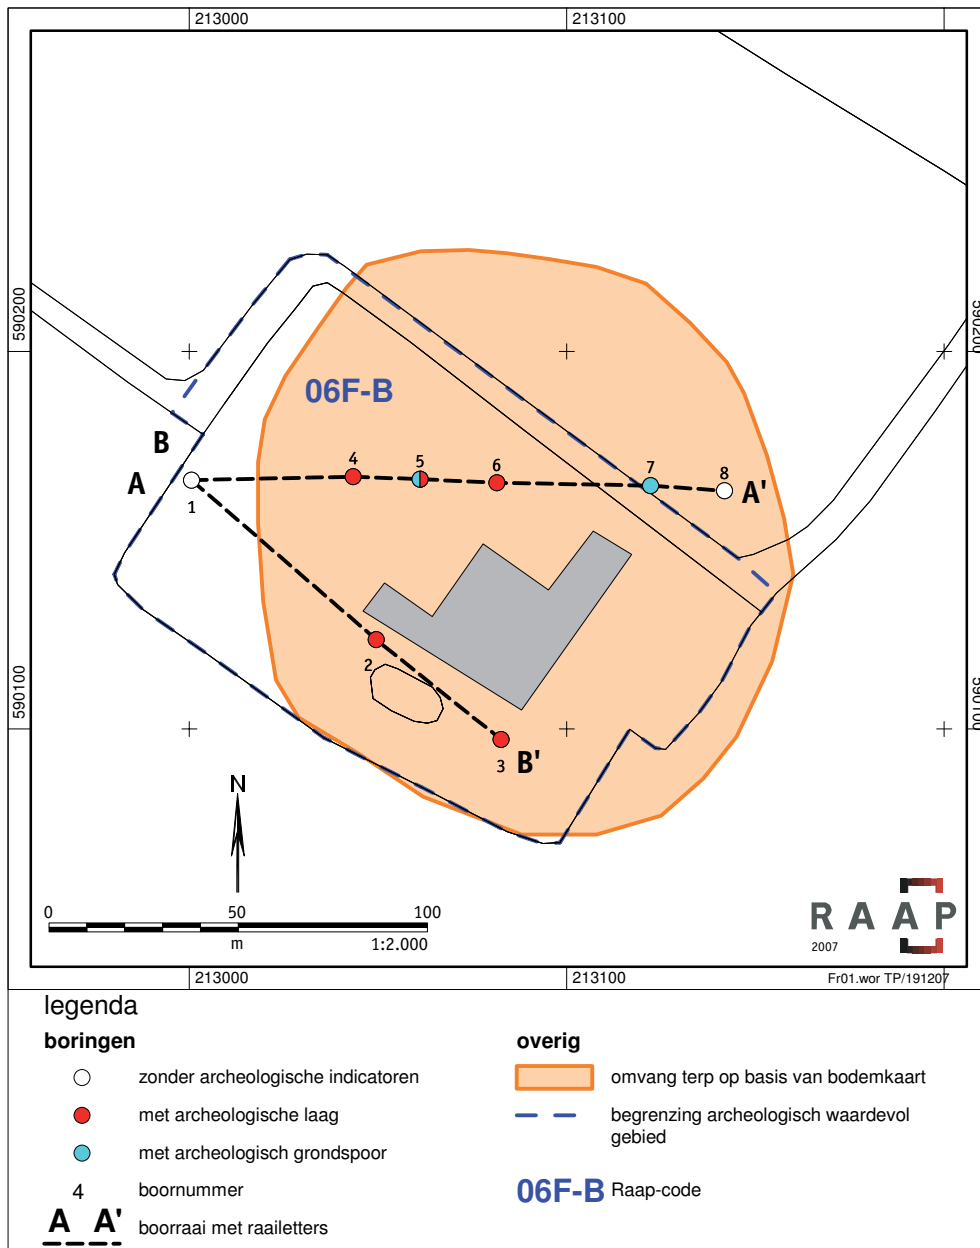 213000
213100
590200
590200
06F-B
B
A
1
4
5
6
7
8
A'
2
3
B'
590100
590100
N
0
50
100
m
1:2.000
RAAP
2007
213000
213100
Fr01.wor TP/191207
legenda
boringen
zonder archeologische indicatoren
met archeologische laag
met archeologisch grondspoor
4 boornummer
A A' boorraai met raailetters
overig
omvang terp op basis van bodemkaart
begrenzing archeologisch waardevol
gebied
06F-B Raap-code